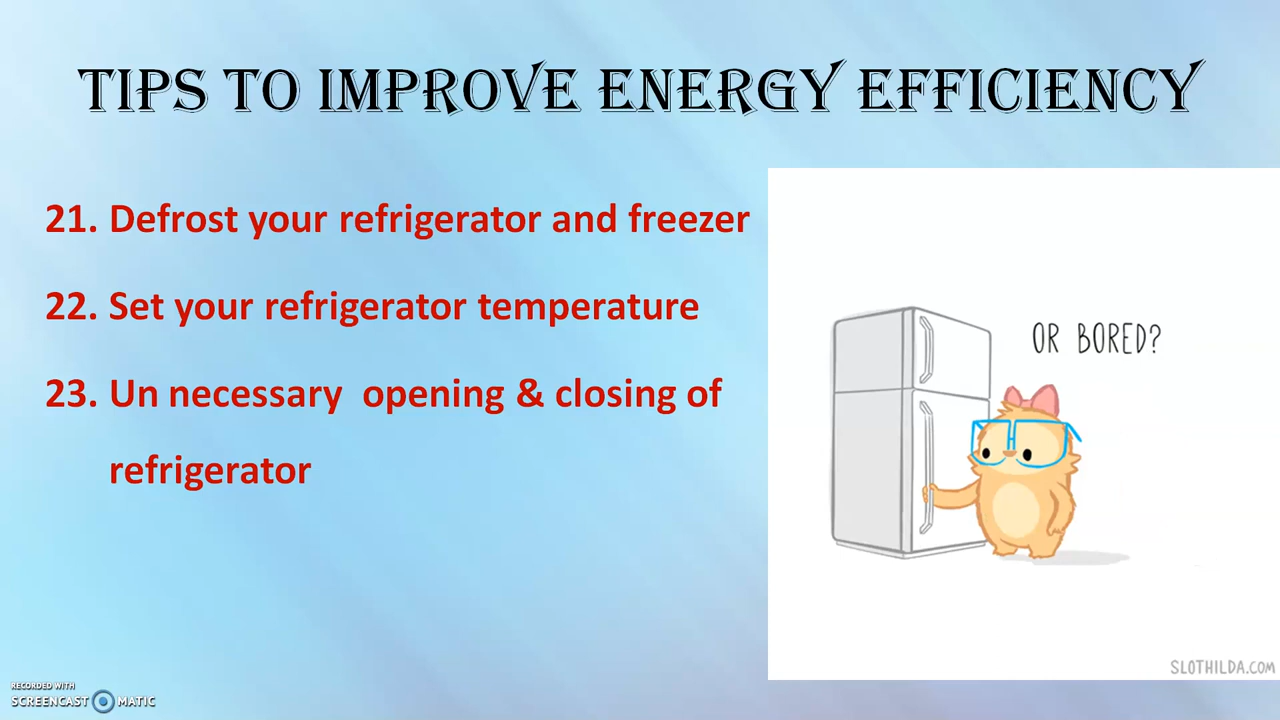 TIPS TO IMPROVE ENERGY EFFICIENCY
21. Defrost your refrigerator and freezer
22. Set your refrigerator temperature
23. Un necessary  opening & closing of
refrigerator
OR BORED?
SLOTHILDA.COM
RECORDED WITH
SCREENCAST MATIC